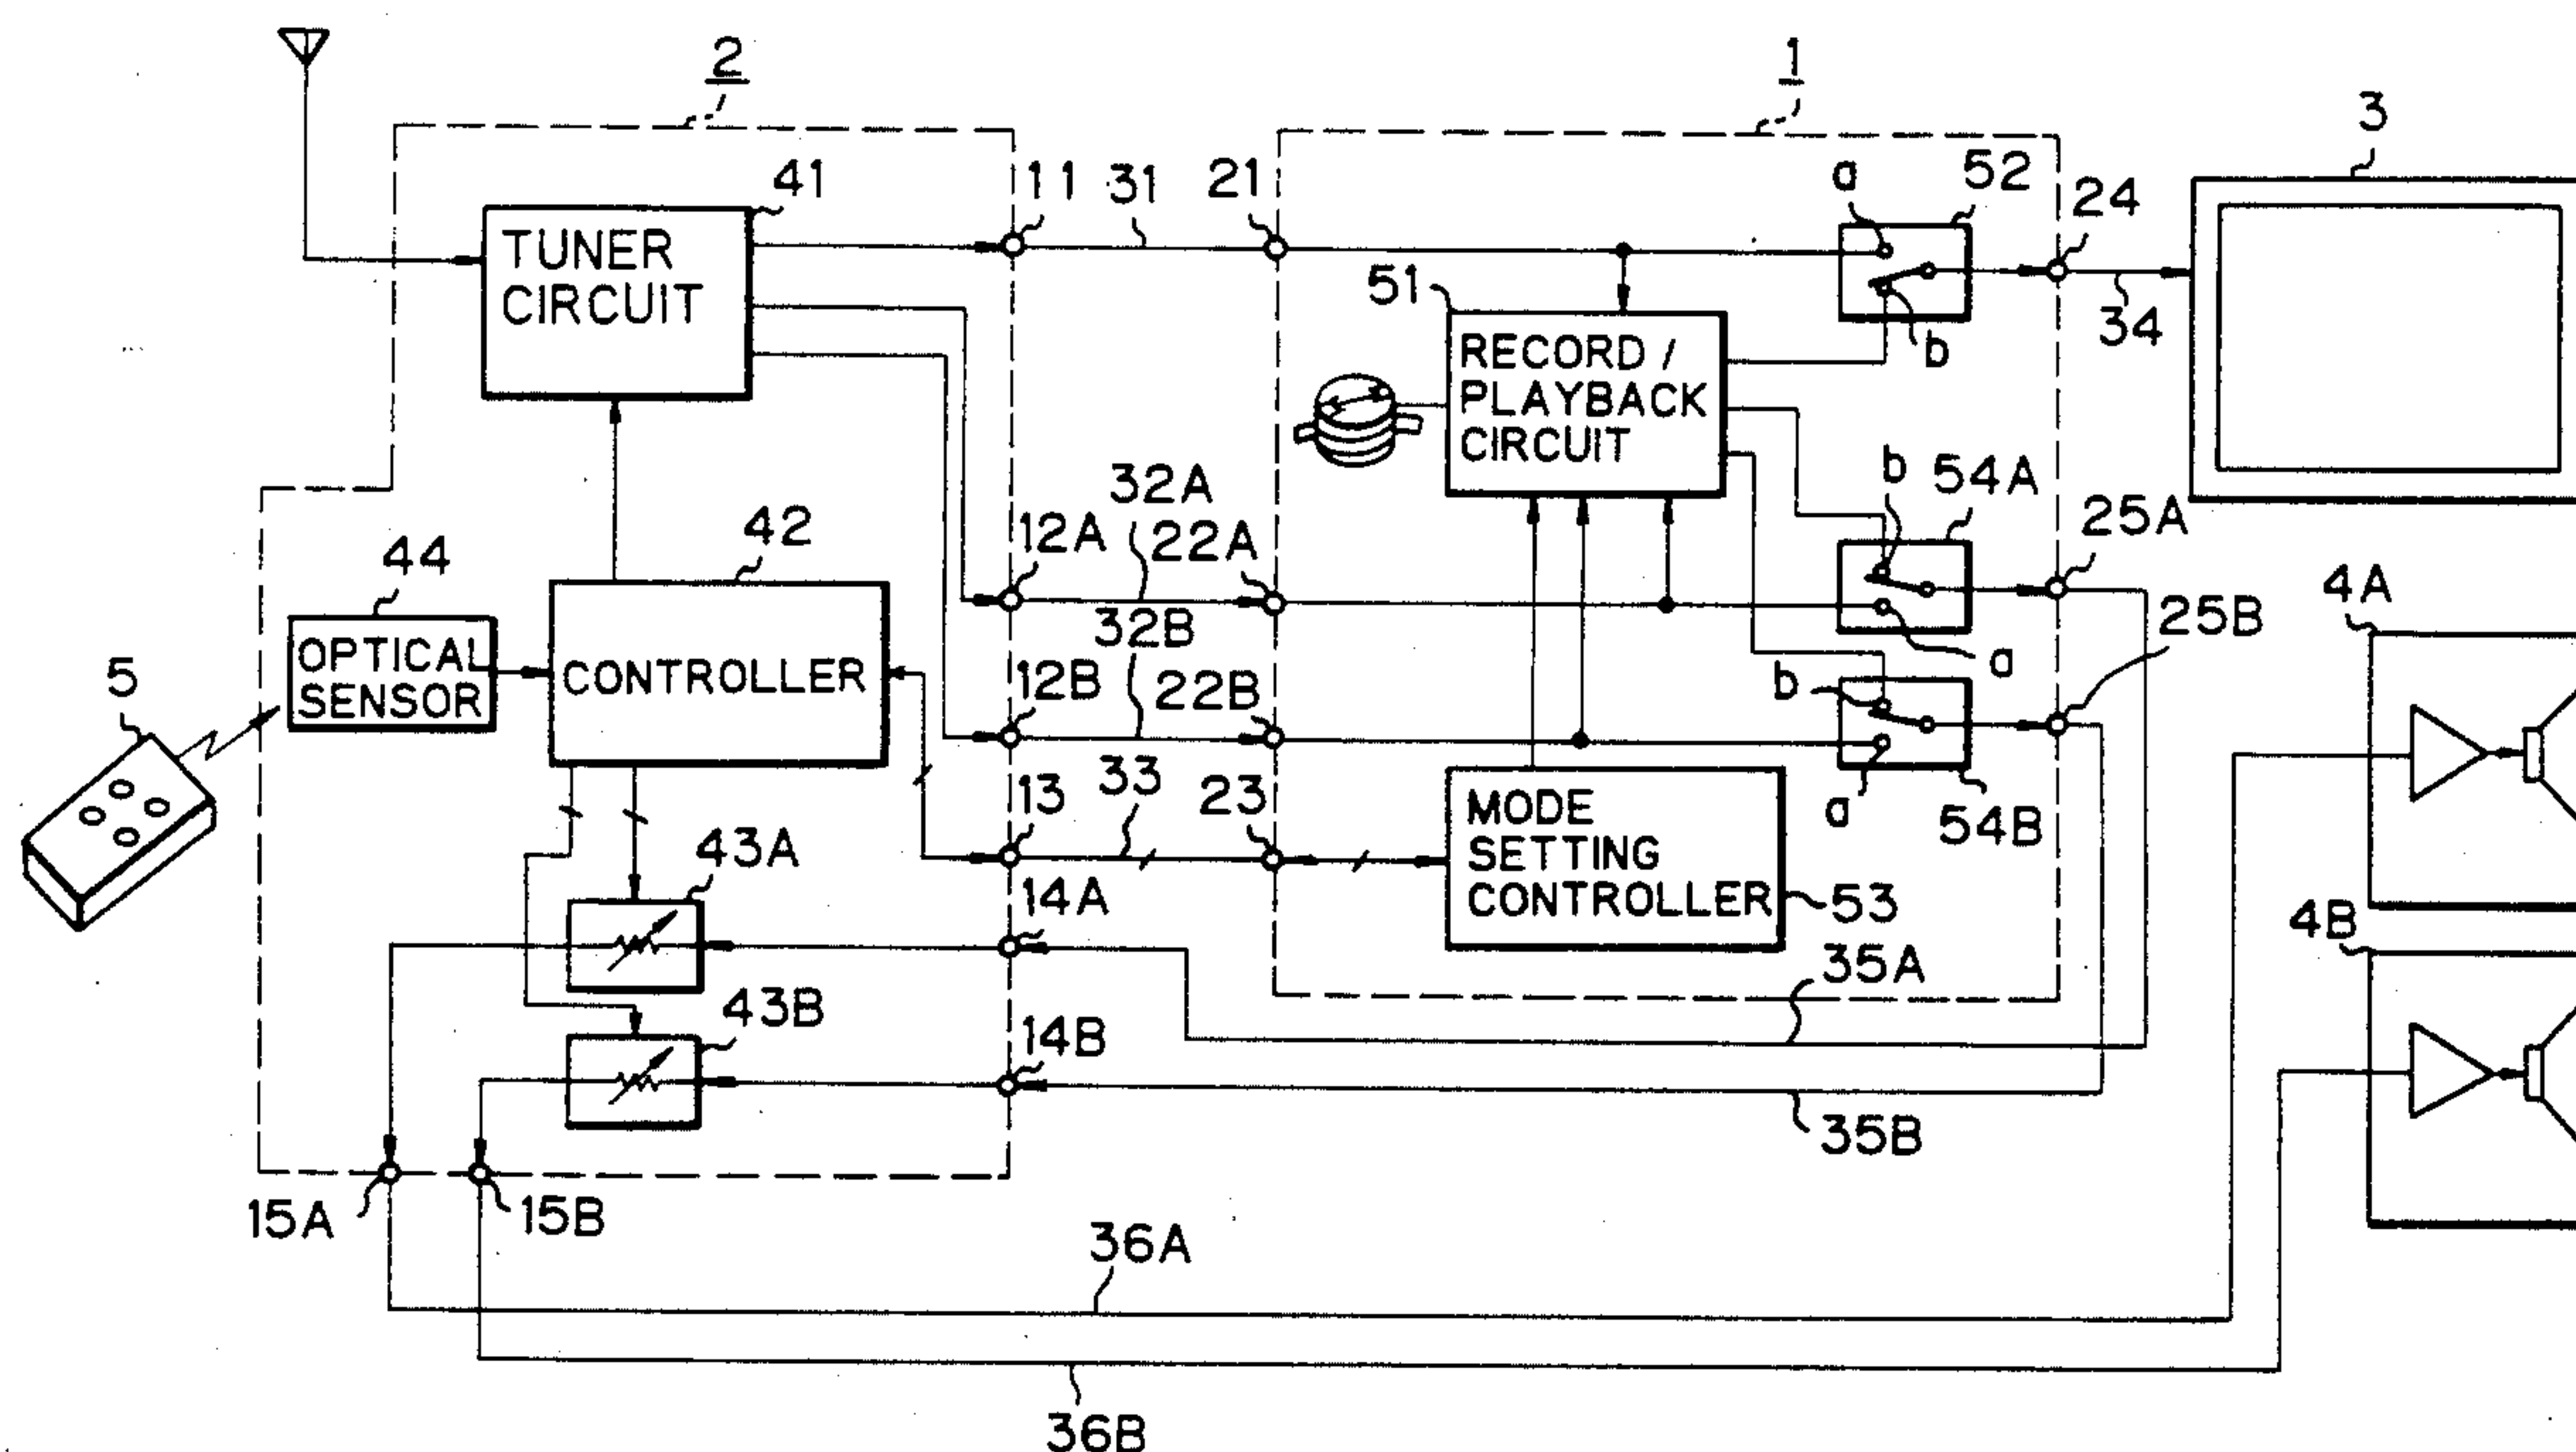 2
1
3
41
11
31
21
a
52
24
TUNER
CIRCUIT
51
b
34
RECORD /
PLAYBACK
CIRCUIT
32A
b
54A
25A
44
42
12A
22A
4A
32B
25B
OPTICAL
SENSOR
CONTROLLER
5
12B
22B
b
a
13
33
23
MODE
SETTING
CONTROLLER
a
54B
43A
14A
53
4B
35A
43B
14B
35B
15A
15B
36A
36B